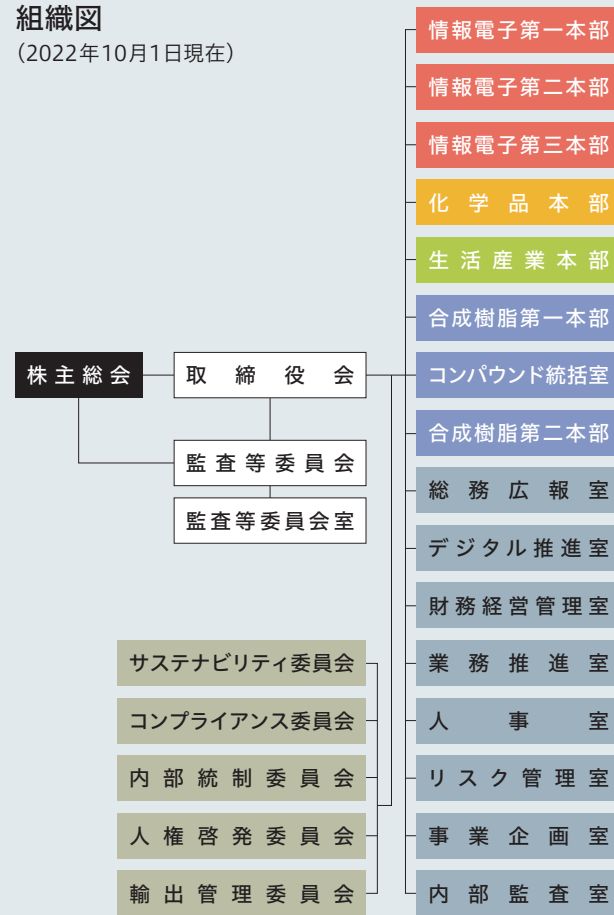 組織図
（2022年10月1日現在）
株主総会
取締役会
監査等委員会
監査等委員会室
サステナビリティ委員会
コンプライアンス委員会
内部統制委員会
人権啓発委員会
輸出管理委員会
情報電子第一本部
情報電子第二本部
情報電子第三本部
化学品本部
生活産業本部
合成樹脂第一本部
コンパウンド統括室
合成樹脂第二本部
総務広報室
デジタル推進室
財務経営管理室
業務推進室
人事室
リスク管理室
事業企画室
内部監査室